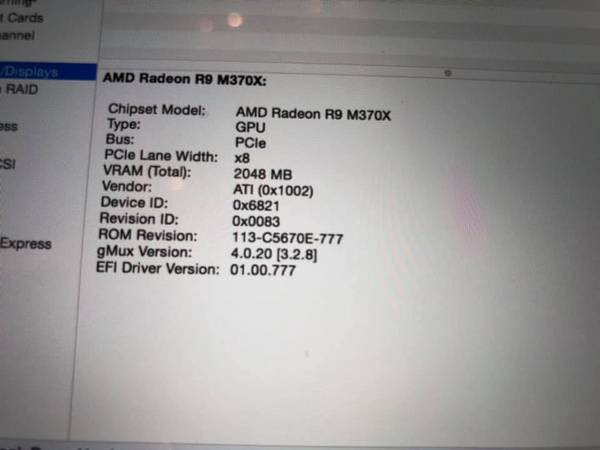 t Cards
annel
/Displays
RAID
ess
CSI
Express
AMD Radeon R9 M370X:
Chipset Model: AMD Radeon R9 M370X
Type: GPU
Bus: PCIe
PCIe Lane Width: x8
VRAM (Total): 2048 MB
Vendor: ATI (0x1002)
Device ID: 0x6821
Revision ID: 0x0083
ROM Revision: 113-C5670E-777
gMux Version: 4.0.20 [3.2.8]
EFI Driver Version: 01.00.777